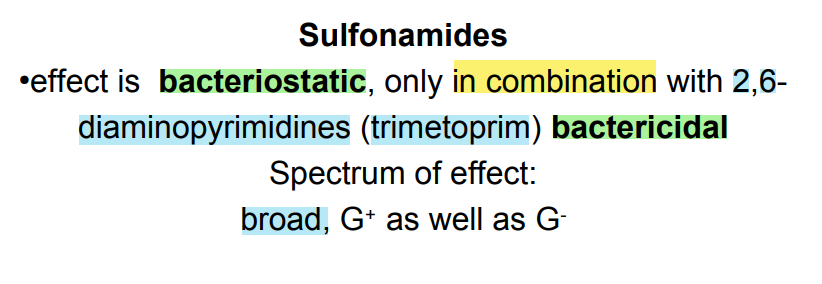 Sulfonamides
•effect is bacteriostatic, only in combination with 2,6-
diaminopyrimidines (trimetoprim) bactericidal
Spectrum of effect:
broad, G⁺ as well as G⁻